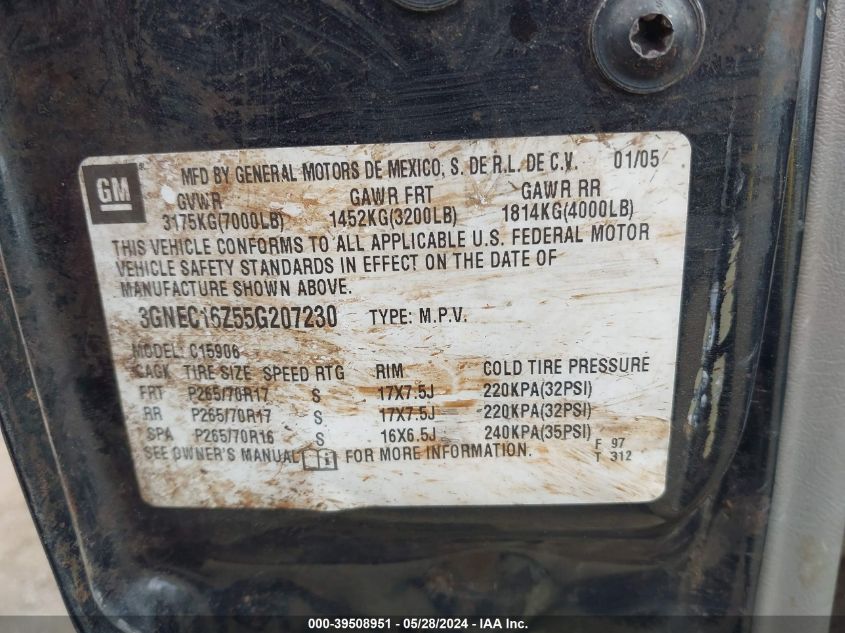 GM MFD BY GENERAL MOTORS DE MEXICO, S. DE R.L. DE C.V. 01/05
GVWR GAWR FRT GAWR RR
3175KG(7000LB) 1452KG(3200LB) 1814KG(4000LB)
THIS VEHICLE CONFORMS TO ALL APPLICABLE U.S. FEDERAL MOTOR
VEHICLE SAFETY STANDARDS IN EFFECT ON THE DATE OF
MANUFACTURE SHOWN ABOVE.
3GNEC16Z55G207230 TYPE: M.P.V.
MODEL: C15906
TIRE SIZE SPEED RTG RIM COLD TIRE PRESSURE
FRT P265/70R17 S 17X7.5J 220KPA(32PSI)
RR P265/70R17 S 17X7.5J 220KPA(32PSI)
SPA P265/70R16 S 16X6.5J 240KPA(35PSI)
SEE OWNER'S MANUAL FOR MORE INFORMATION.
F 97
T 312
000-39508951 / 05/28/2024 - IAA Inc.